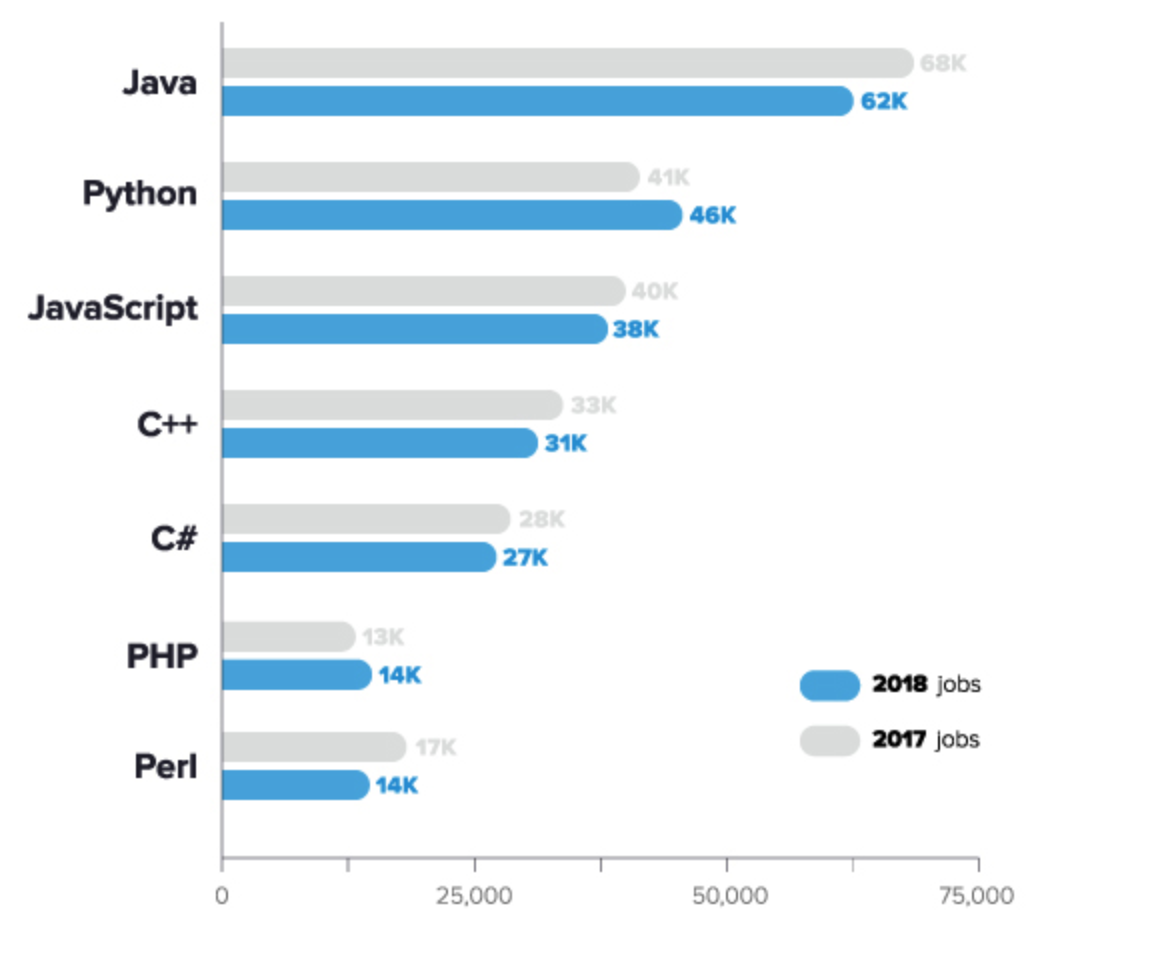 Java
68K
62K
Python
41K
46K
JavaScript
40K
38K
C++
33K
31K
C#
28K
27K
PHP
13K
14K
Perl
17K
14K
2018 jobs
2017 jobs
0 25,000 50,000 75,000